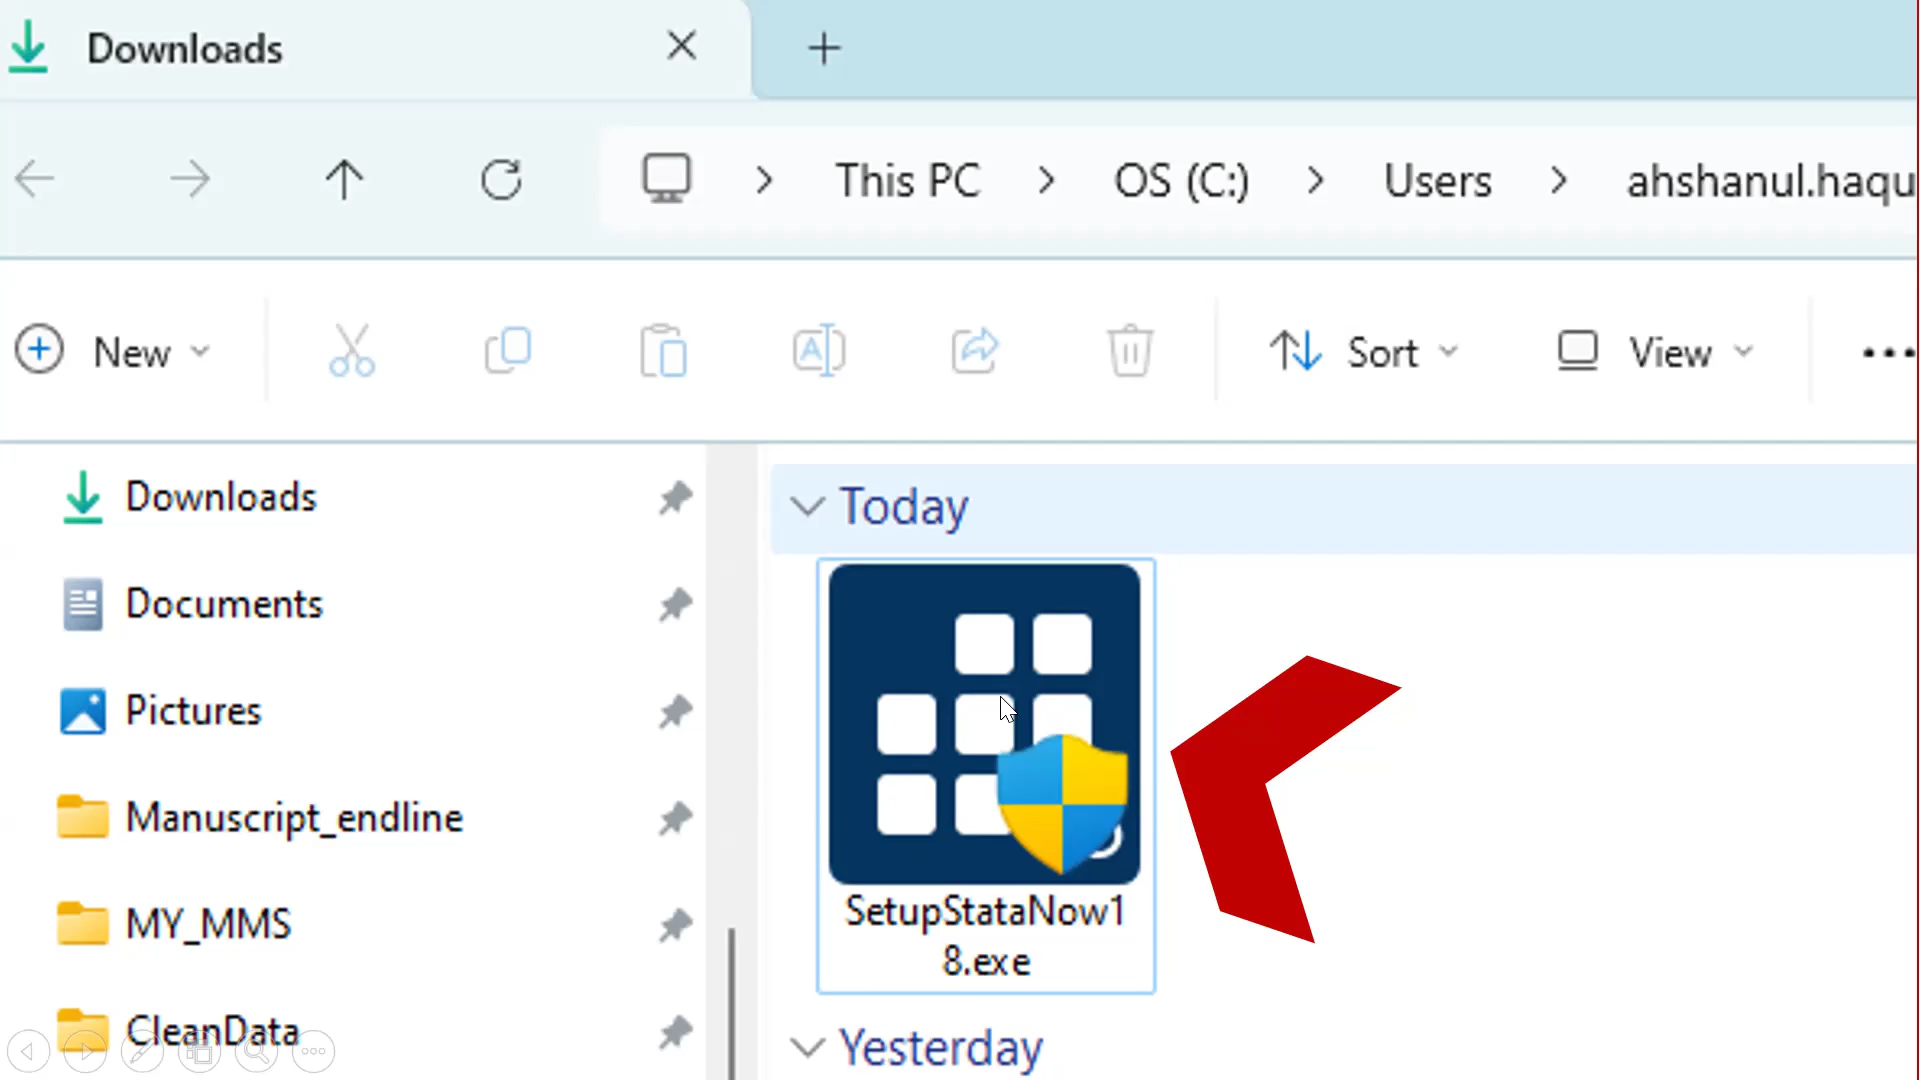 Downloads
This PC
OS (C:)
Users
ahshanul.haqu
New
Sort
View
Downloads
Documents
Pictures
Manuscript_endline
MY_MMS
CleanData
Today
SetupStataNow1
8.exe
Yesterday